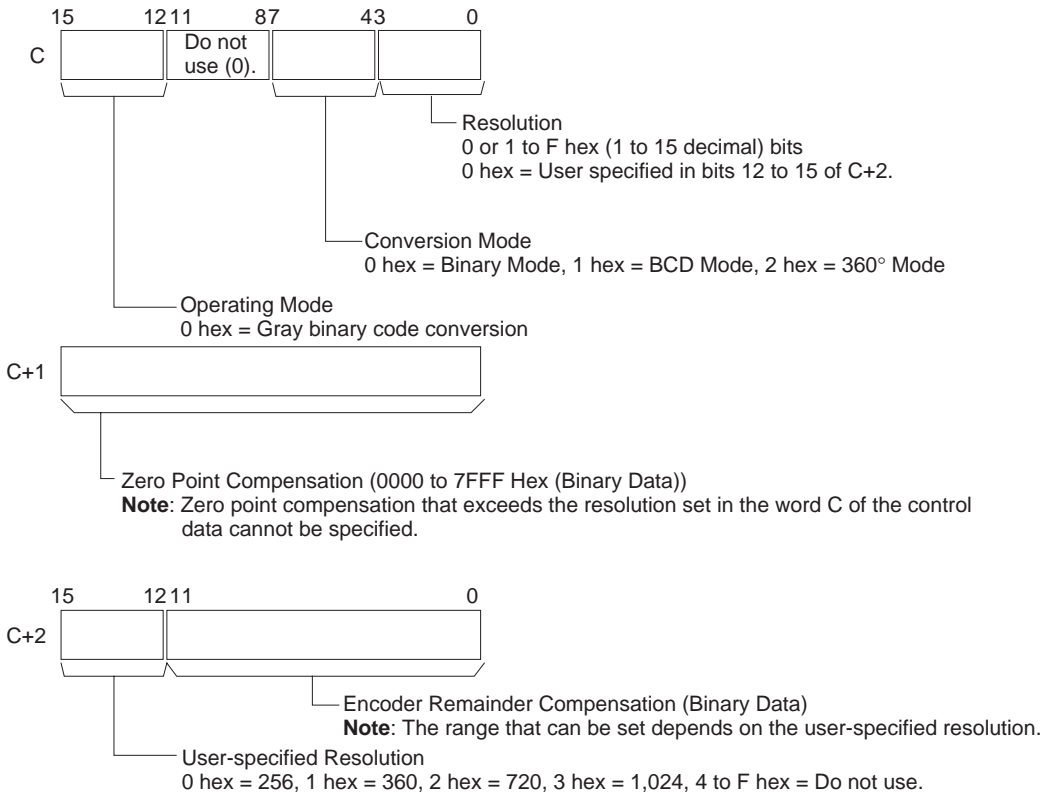 15 12 11 8 7 4 3 0
C
Do not
use (0).
Resolution
0 or 1 to F hex (1 to 15 decimal) bits
0 hex = User specified in bits 12 to 15 of C+2.
Conversion Mode
0 hex = Binary Mode, 1 hex = BCD Mode, 2 hex = 360° Mode
Operating Mode
0 hex = Gray binary code conversion
C+1
Zero Point Compensation (0000 to 7FFF Hex (Binary Data))
Note: Zero point compensation that exceeds the resolution set in the word C of the control
data cannot be specified.
15 12 11 0
C+2
Encoder Remainder Compensation (Binary Data)
Note: The range that can be set depends on the user-specified resolution.
User-specified Resolution
0 hex = 256, 1 hex = 360, 2 hex = 720, 3 hex = 1,024, 4 to F hex = Do not use.